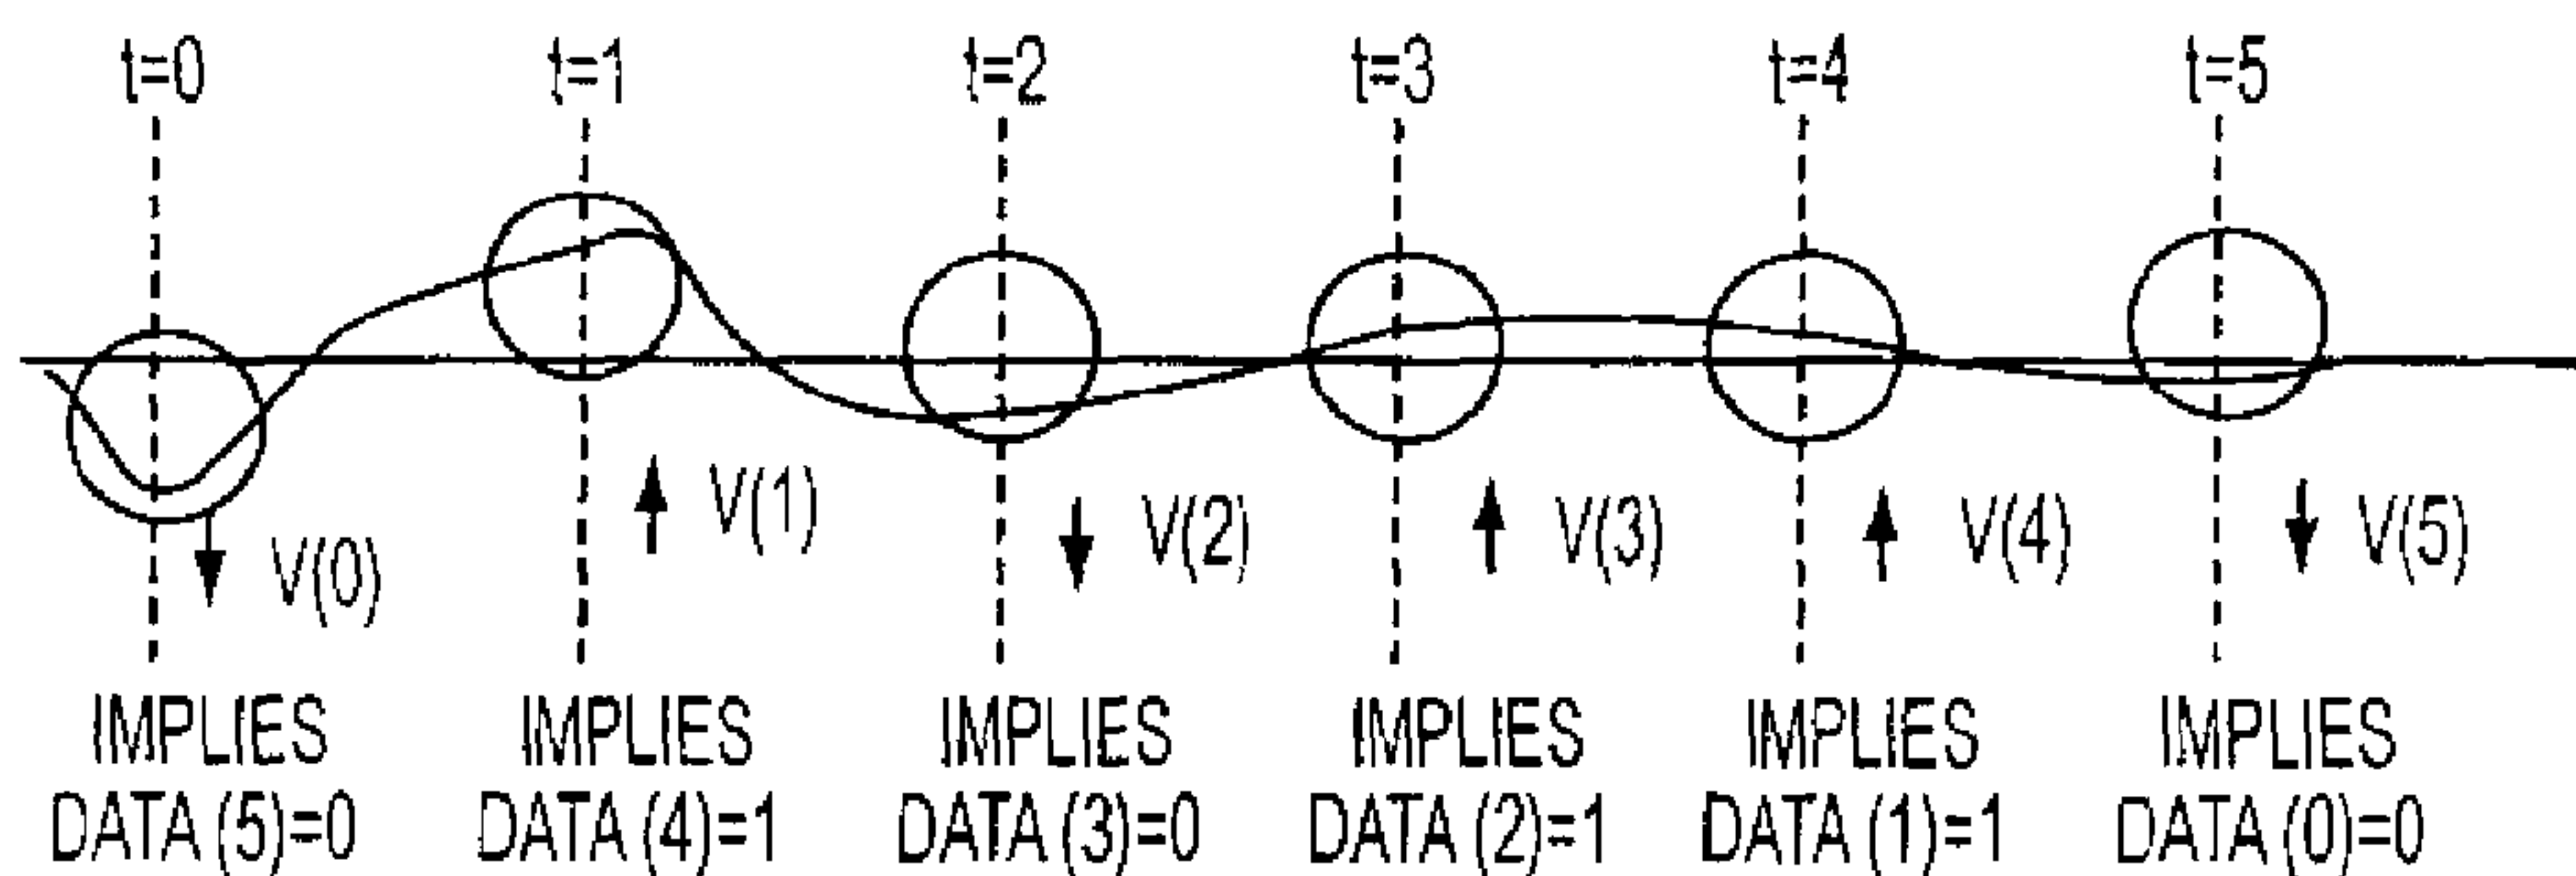 t=0 t=1 t=2 t=3 t=4 t=5
V(0) V(1) V(2) V(3) V(4) V(5)
IMPLIES IMPLIES IMPLIES IMPLIES IMPLIES IMPLIES
DATA (5)=0 DATA (4)=1 DATA (3)=0 DATA (2)=1 DATA (1)=1 DATA (0)=0